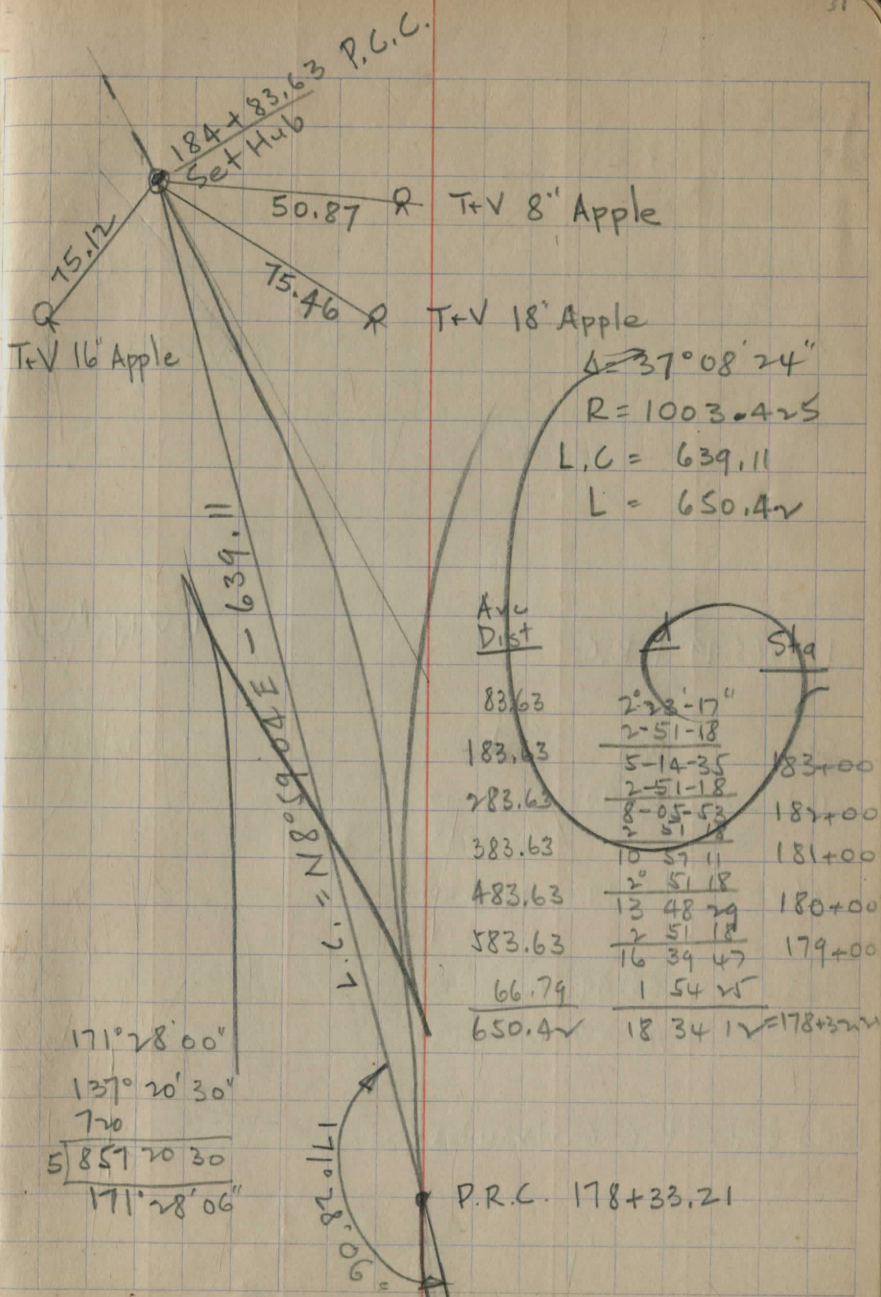 31
184+83.63 P.C.C.
Set Hub
50.87
T+V 8" Apple
75.12
75.46
T+V 18" Apple
T+V 16" Apple
Δ=37°08'24"
R=1003.425
L.C = 639.11
L = 650.42
L.C. = N8°59'04E - 639.11
Arc
Dist
d
Sta
83.63 2°-23'-17"
2-51-18
183.63 5-14-35 183+00
2-51-18
283.63 8-05-53 182+00
2 51 18
383.63 10 57 11 181+00
2° 51 18
483.63 13 48 29 180+00
2 51 18
583.63 16 39 47 179+00
66.79 1 54 25
650.42 18 34 12 =178+33.21
171°28'00"
137° 20' 30"
720
5)857 20 30
171°28'06"
171°28'06"
P.R.C. 178+33.21